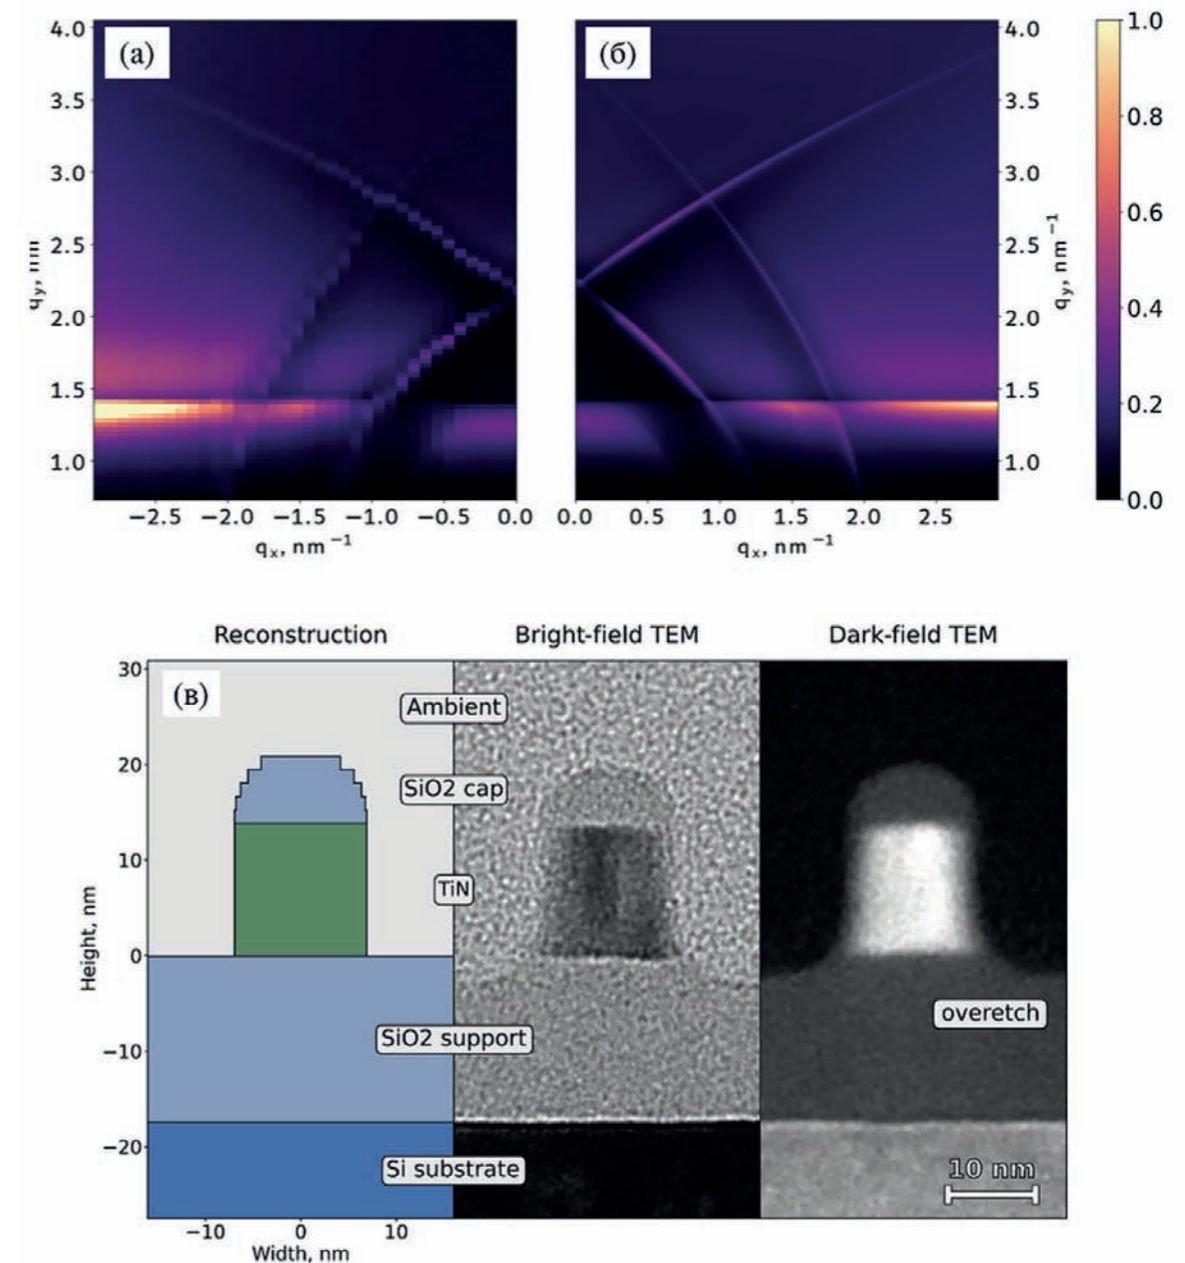 (а)
(б)
4.0
3.5
3.0
2.5
2.0
1.5
1.0
−2.5 −2.0 −1.5 −1.0 −0.5 0.0
qₓ, nm⁻¹
4.0
3.5
3.0
2.5
2.0
1.5
1.0
qᵧ, nm⁻¹
0.0 0.5 1.0 1.5 2.0 2.5
qₓ, nm⁻¹
1.0
0.8
0.6
0.4
0.2
0.0
Reconstruction Bright-field TEM Dark-field TEM
(в)
30
20
10
0
−10
−20
Height, nm
−10 0 10
Width, nm
Ambient
SiO2 cap
TiN
SiO2 support
Si substrate
overetch
10 nm